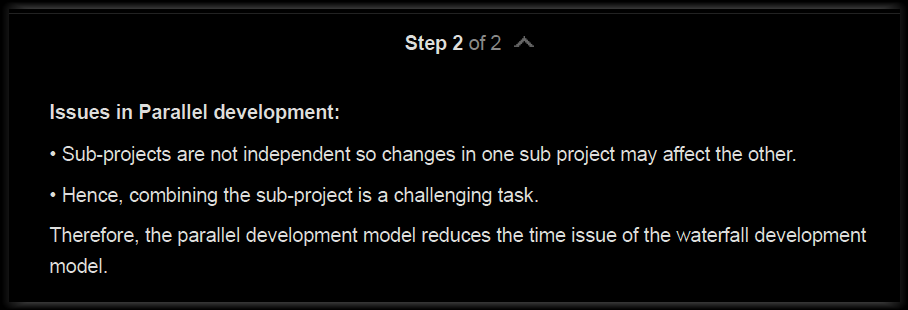 Step 2 of 2
Issues in Parallel development:
• Sub-projects are not independent so changes in one sub project may affect the other.
• Hence, combining the sub-project is a challenging task.
Therefore, the parallel development model reduces the time issue of the waterfall development
model.